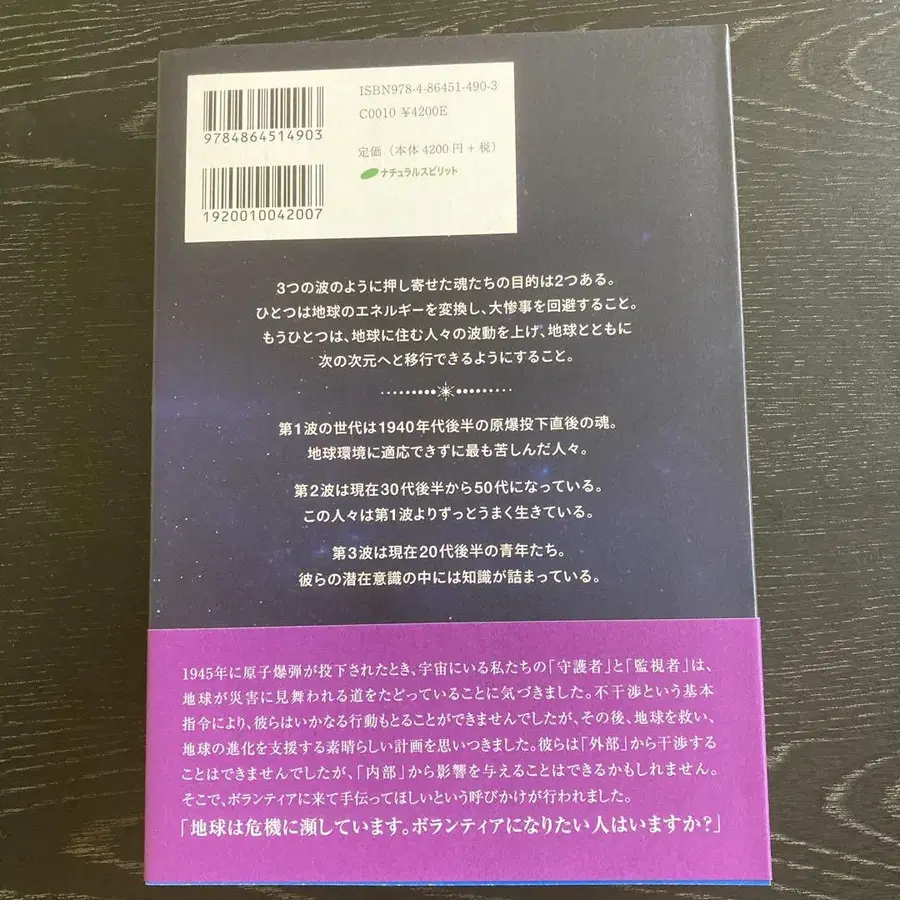 ISBN978-4-86451-490-3
C0010 ¥4200E
9784864514903
定価（本体4200円+税）
ナチュラルスピリット
1920010042007
3つの波のように押し寄せた魂たちの目的は2つある。
ひとつは地球のエネルギーを変換し、大惨事を回避すること。
もうひとつは、地球に住む人々の波動を上げ、地球とともに
次の次元へと移行できるようにすること。
第1波の世代は1940年代後半の原爆投下直後の魂。
地球環境に適応できずに最も苦しんだ人々。
第2波は現在30代後半から50代になっている。
この人々は第1波よりずっとうまく生きている。
第3波は現在20代後半の青年たち。
彼らの潜在意識の中には知識が詰まっている。
1945年に原子爆弾が投下されたとき、宇宙にいる私たちの「守護者」と「監視者」は、
地球が災害に見舞われる道をたどっていることに気づきました。不干渉という基本
指令により、彼らはいかなる行動もとることができませんでしたが、その後、地球を救い、
地球の進化を支援する素晴らしい計画を思いつきました。彼らは「外部」から干渉する
ことはできませんでしたが、「内部」から影響を与えることはできるかもしれません。
そこで、ボランティアに来て手伝ってほしいという呼びかけが行われました。
「地球は危機に瀕しています。ボランティアになりたい人はいますか?」